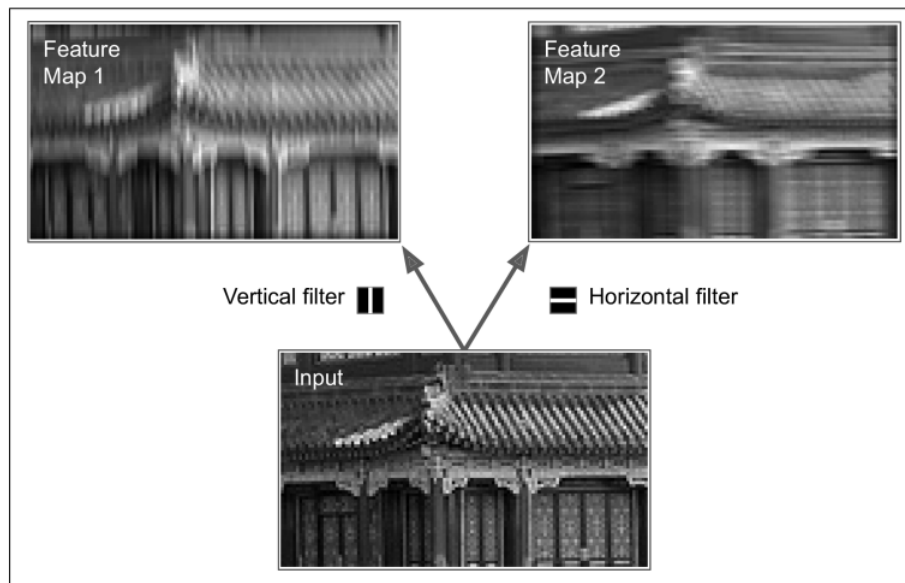 Feature
Map 1
Feature
Map 2
Vertical filter
Horizontal filter
Input